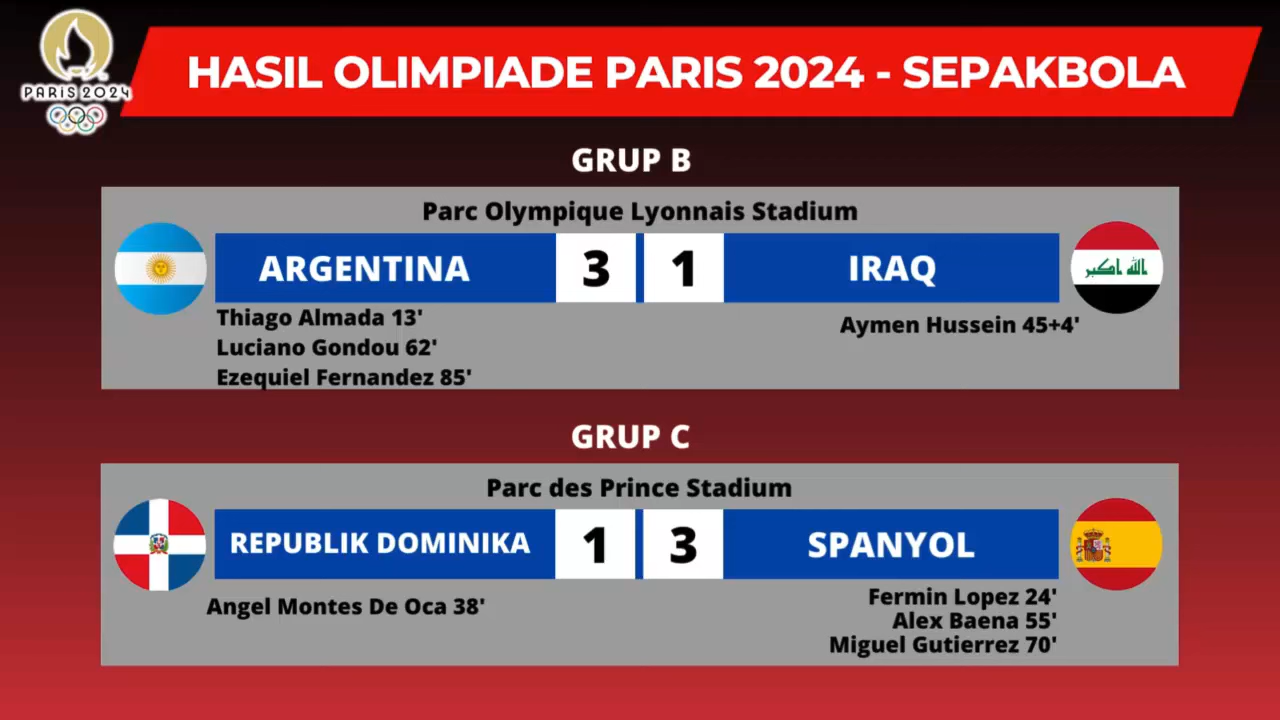 PARIS 2024
HASIL OLIMPIADE PARIS 2024 - SEPAKBOLA
GRUP B
Parc Olympique Lyonnais Stadium
ARGENTINA 3 1 IRAQ
الله اكبر
Thiago Almada 13'
Luciano Gondou 62'
Ezequiel Fernandez 85'
Aymen Hussein 45+4'
GRUP C
Parc des Prince Stadium
REPUBLIK DOMINIKA 1 3 SPANYOL
Angel Montes De Oca 38'
Fermin Lopez 24'
Alex Baena 55'
Miguel Gutierrez 70'